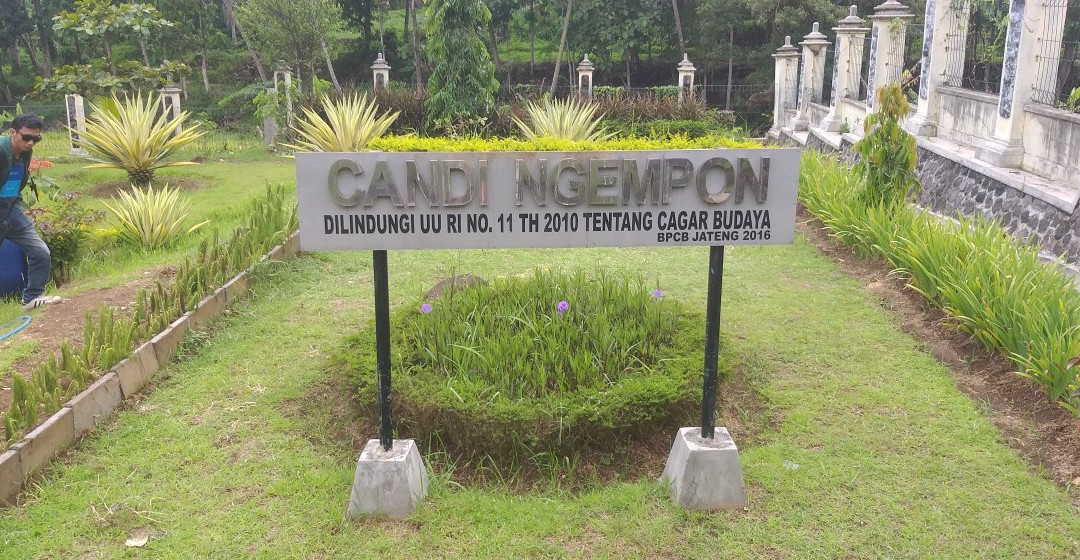 CANDI NGEMPON
DILINDUNGI UU RI NO. 11 TH 2010 TENTANG CAGAR BUDAYA
BPCB JATENG 2016